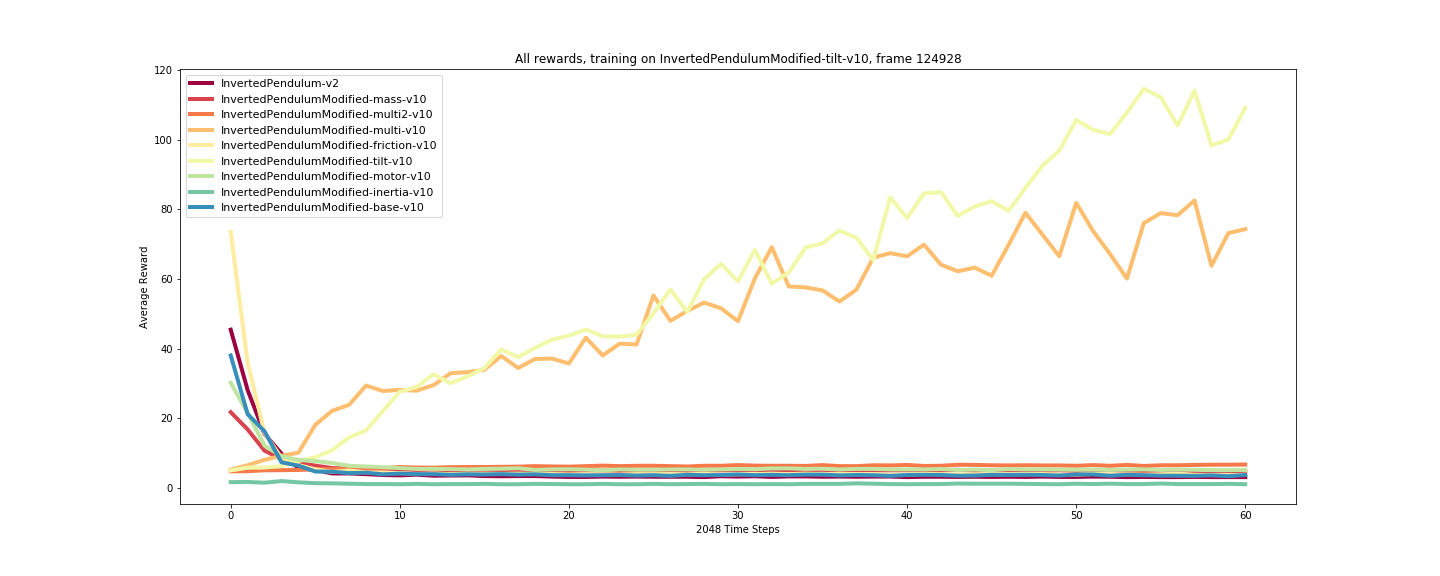 All rewards, training on InvertedPendulumModified-tilt-v10, frame 124928
120
100
80
60
40
20
0
Average Reward
InvertedPendulum-v2
InvertedPendulumModified-mass-v10
InvertedPendulumModified-multi2-v10
InvertedPendulumModified-multi-v10
InvertedPendulumModified-friction-v10
InvertedPendulumModified-tilt-v10
InvertedPendulumModified-motor-v10
InvertedPendulumModified-inertia-v10
InvertedPendulumModified-base-v10
0 10 20 30 40 50 60
2048 Time Steps